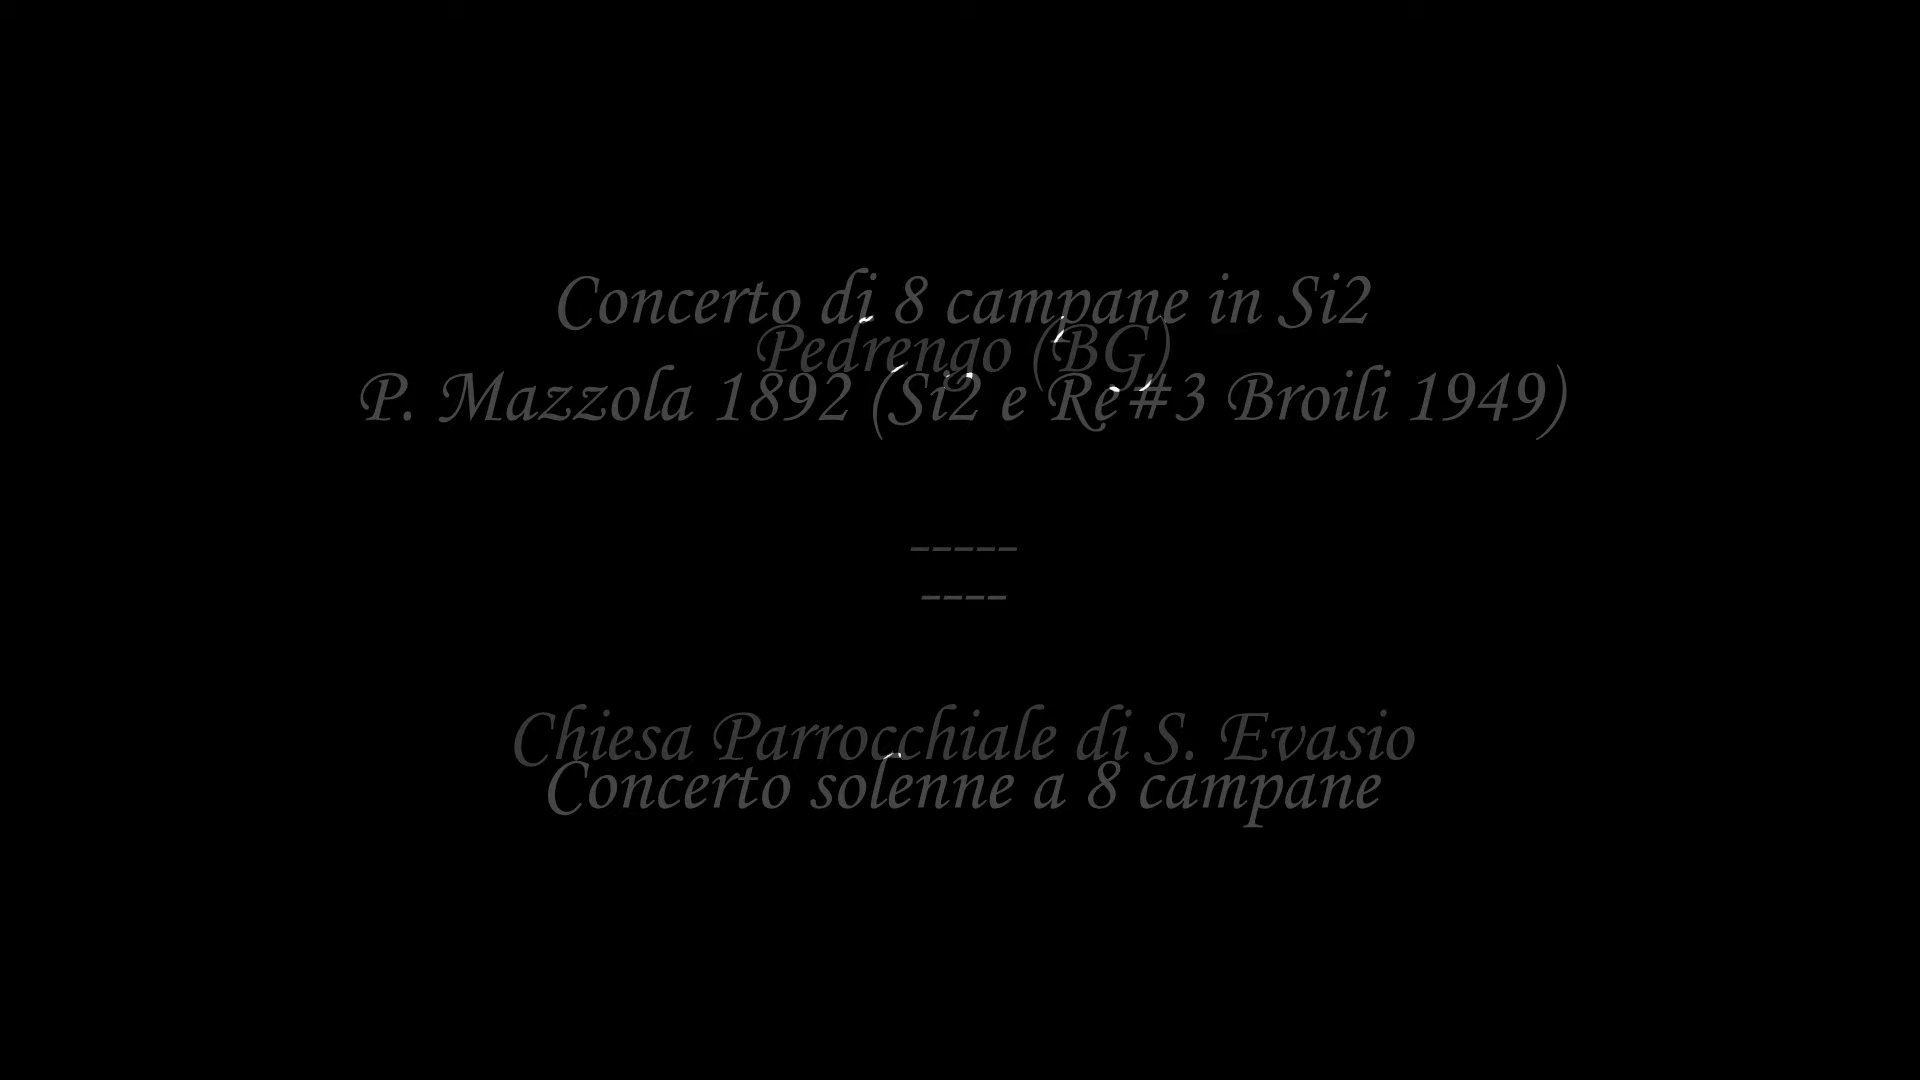 Concerto di 8 campane in Si2
Pedrengo (BG)
P. Mazzola 1892 (Si2 e Re#3 Broili 1949)
-----
----
Chiesa Parrocchiale di S. Evasio
Concerto solenne a 8 campane